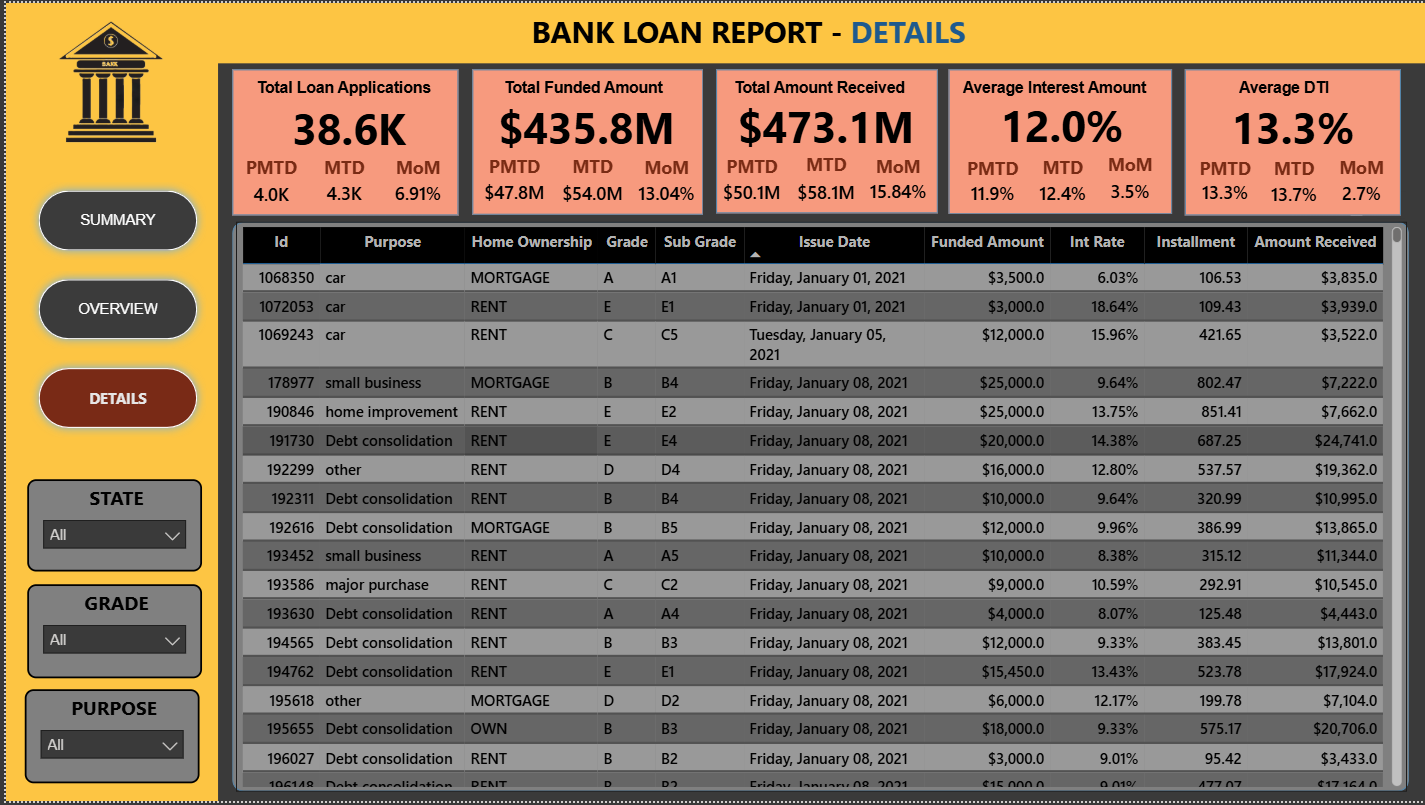 BANK LOAN REPORT - DETAILS
$
BANK
SUMMARY
OVERVIEW
DETAILS
STATE
All
GRADE
All
PURPOSE
All
Total Loan Applications
38.6K
PMTD MTD MoM
4.0K 4.3K 6.91%
Total Funded Amount
$435.8M
PMTD MTD MoM
$47.8M $54.0M 13.04%
Total Amount Received
$473.1M
PMTD MTD MoM
$50.1M $58.1M 15.84%
Average Interest Amount
12.0%
PMTD MTD MoM
11.9% 12.4% 3.5%
Average DTI
13.3%
PMTD MTD MoM
13.3% 13.7% 2.7%
Id Purpose Home Ownership Grade Sub Grade Issue Date Funded Amount Int Rate Installment Amount Received
1068350 car MORTGAGE A A1 Friday, January 01, 2021 $3,500.0 6.03% 106.53 $3,835.0
1072053 car RENT E E1 Friday, January 01, 2021 $3,000.0 18.64% 109.43 $3,939.0
1069243 car RENT C C5 Tuesday, January 05, $12,000.0 15.96% 421.65 $3,522.0
2021
178977 small business MORTGAGE B B4 Friday, January 08, 2021 $25,000.0 9.64% 802.47 $7,222.0
190846 home improvement RENT E E2 Friday, January 08, 2021 $25,000.0 13.75% 851.41 $7,662.0
191730 Debt consolidation RENT E E4 Friday, January 08, 2021 $20,000.0 14.38% 687.25 $24,741.0
192299 other RENT D D4 Friday, January 08, 2021 $16,000.0 12.80% 537.57 $19,362.0
192311 Debt consolidation RENT B B4 Friday, January 08, 2021 $10,000.0 9.64% 320.99 $10,995.0
192616 Debt consolidation MORTGAGE B B5 Friday, January 08, 2021 $12,000.0 9.96% 386.99 $13,865.0
193452 small business RENT A A5 Friday, January 08, 2021 $10,000.0 8.38% 315.12 $11,344.0
193586 major purchase RENT C C2 Friday, January 08, 2021 $9,000.0 10.59% 292.91 $10,545.0
193630 Debt consolidation RENT A A4 Friday, January 08, 2021 $4,000.0 8.07% 125.48 $4,443.0
194565 Debt consolidation RENT B B3 Friday, January 08, 2021 $12,000.0 9.33% 383.45 $13,801.0
194762 Debt consolidation RENT E E1 Friday, January 08, 2021 $15,450.0 13.43% 523.78 $17,924.0
195618 other MORTGAGE D D2 Friday, January 08, 2021 $6,000.0 12.17% 199.78 $7,104.0
195655 Debt consolidation OWN B B3 Friday, January 08, 2021 $18,000.0 9.33% 575.17 $20,706.0
196027 Debt consolidation RENT B B2 Friday, January 08, 2021 $3,000.0 9.01% 95.42 $3,433.0
Debt consolidation RENT B B2 Friday, January 08, 2021 $15,000.0 9.01%